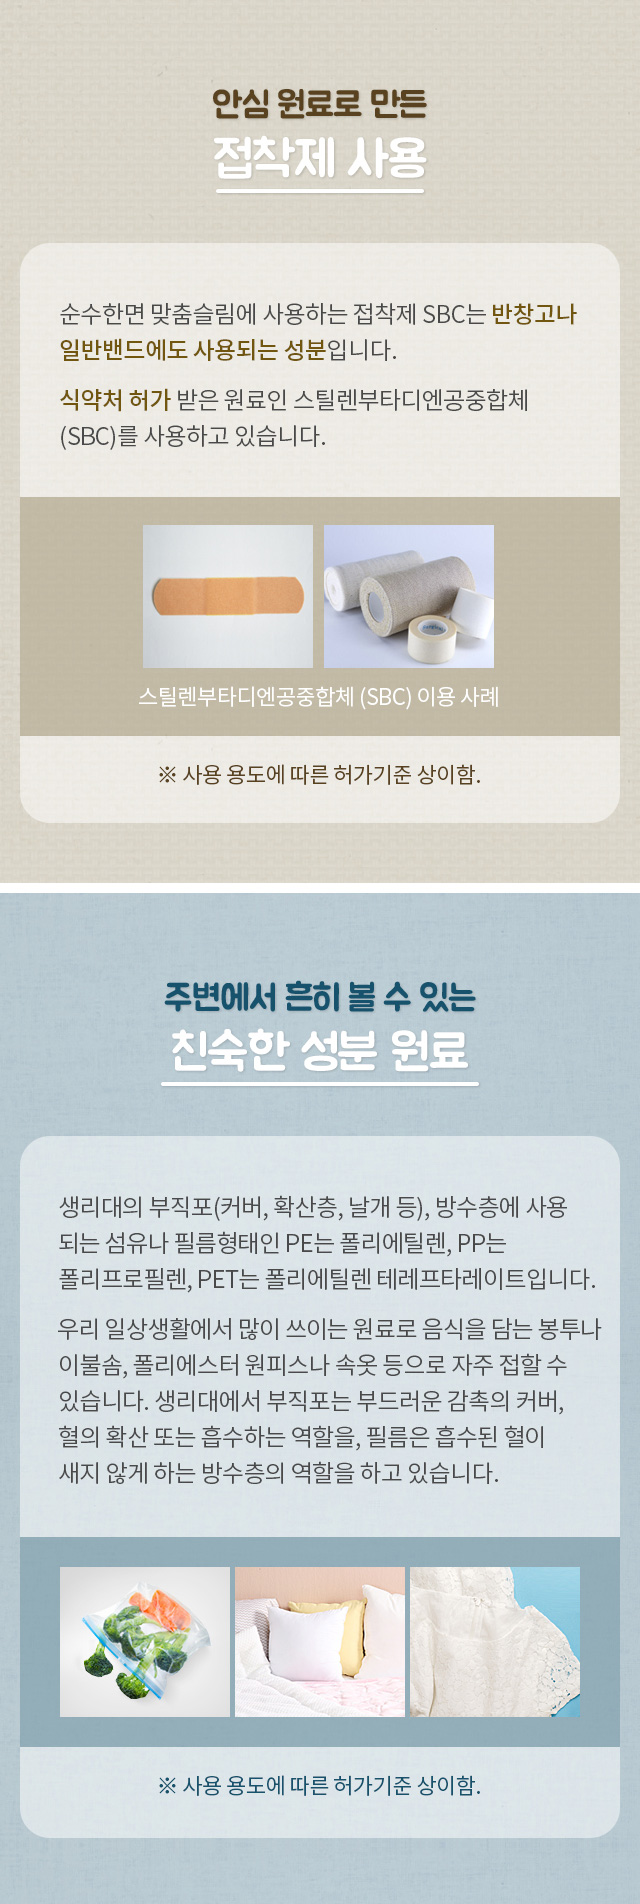 안심 원료로 만든
접착제 사용
순수한면 맞춤슬림에 사용하는 접착제 SBC는 반창고나
일반밴드에도 사용되는 성분입니다.
식약처 허가 받은 원료인 스틸렌부타디엔공중합체
(SBC)를 사용하고 있습니다.
스틸렌부타디엔공중합체 (SBC) 이용 사례
※ 사용 용도에 따른 허가기준 상이함.
주변에서 흔히 볼 수 있는
친숙한 성분 원료
생리대의 부직포(커버, 확산층, 날개 등), 방수층에 사용
되는 섬유나 필름형태인 PE는 폴리에틸렌, PP는
폴리프로필렌, PET는 폴리에틸렌 테레프타레이트입니다.
우리 일상생활에서 많이 쓰이는 원료로 음식을 담는 봉투나
이불솜, 폴리에스터 원피스나 속옷 등으로 자주 접할 수
있습니다. 생리대에서 부직포는 부드러운 감촉의 커버,
혈의 확산 또는 흡수하는 역할을, 필름은 흡수된 혈이
새지 않게 하는 방수층의 역할을 하고 있습니다.
※ 사용 용도에 따른 허가기준 상이함.